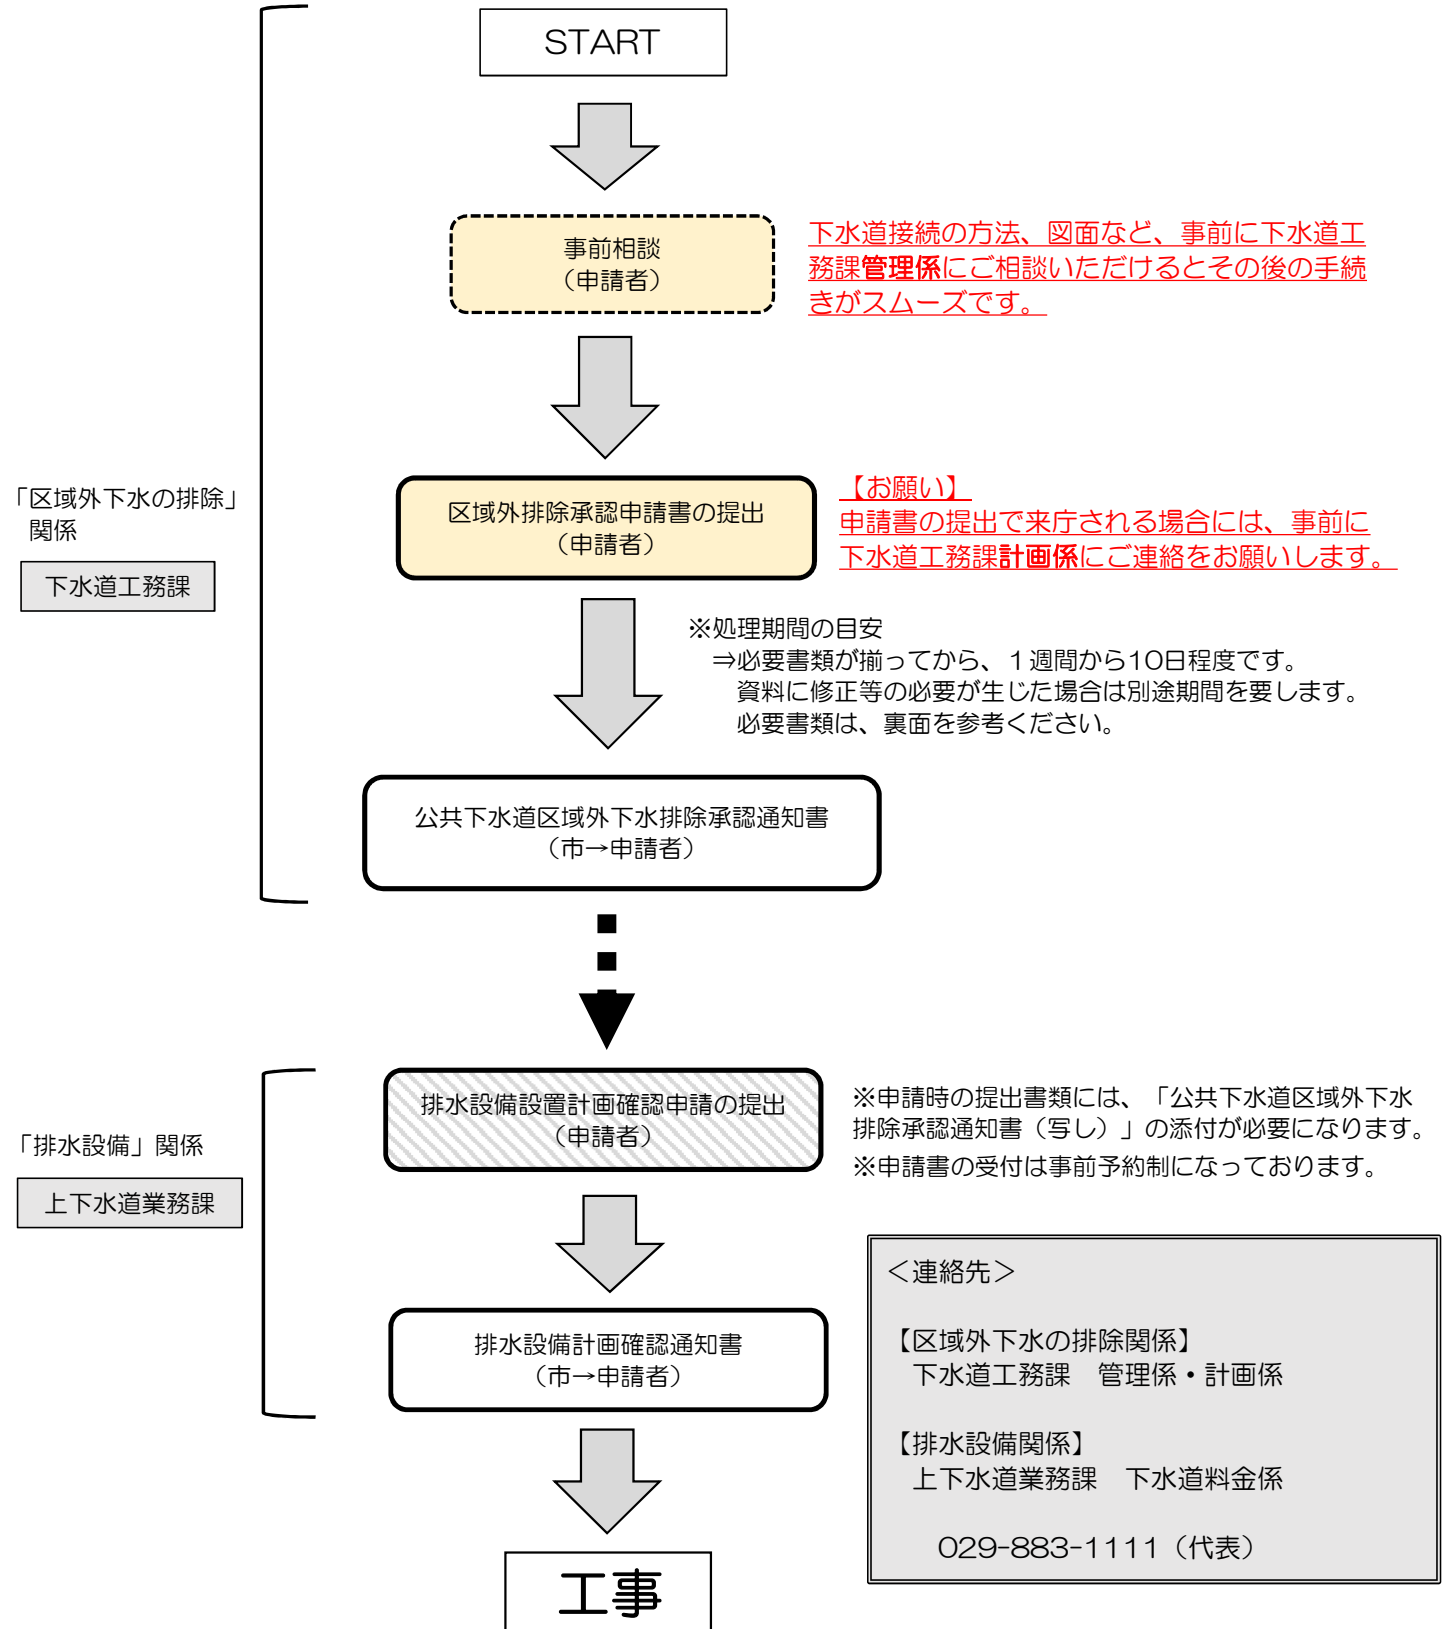 START
事前相談
（申請者）
下水道接続の方法、図面など、事前に下水道工
務課管理係にご相談いただけるとその後の手続
きがスムーズです。
「区域外下水の排除」
関係
下水道工務課
区域外排除承認申請書の提出
（申請者）
【お願い】
申請書の提出で来庁される場合には、事前に
下水道工務課計画係にご連絡をお願いします。
※処理期間の目安
⇒必要書類が揃ってから、１週間から10日程度です。
資料に修正等の必要が生じた場合は別途期間を要します。
必要書類は、裏面を参考ください。
公共下水道区域外下水排除承認通知書
（市→申請者）
「排水設備」関係
上下水道業務課
排水設備設置計画確認申請の提出
（申請者）
※申請時の提出書類には、「公共下水道区域外下水
排除承認通知書（写し）」の添付が必要になります。
※申請書の受付は事前予約制になっております。
排水設備計画確認通知書
（市→申請者）
＜連絡先＞
【区域外下水の排除関係】
下水道工務課　管理係・計画係
【排水設備関係】
上下水道業務課　下水道料金係
029-883-1111（代表）
工事